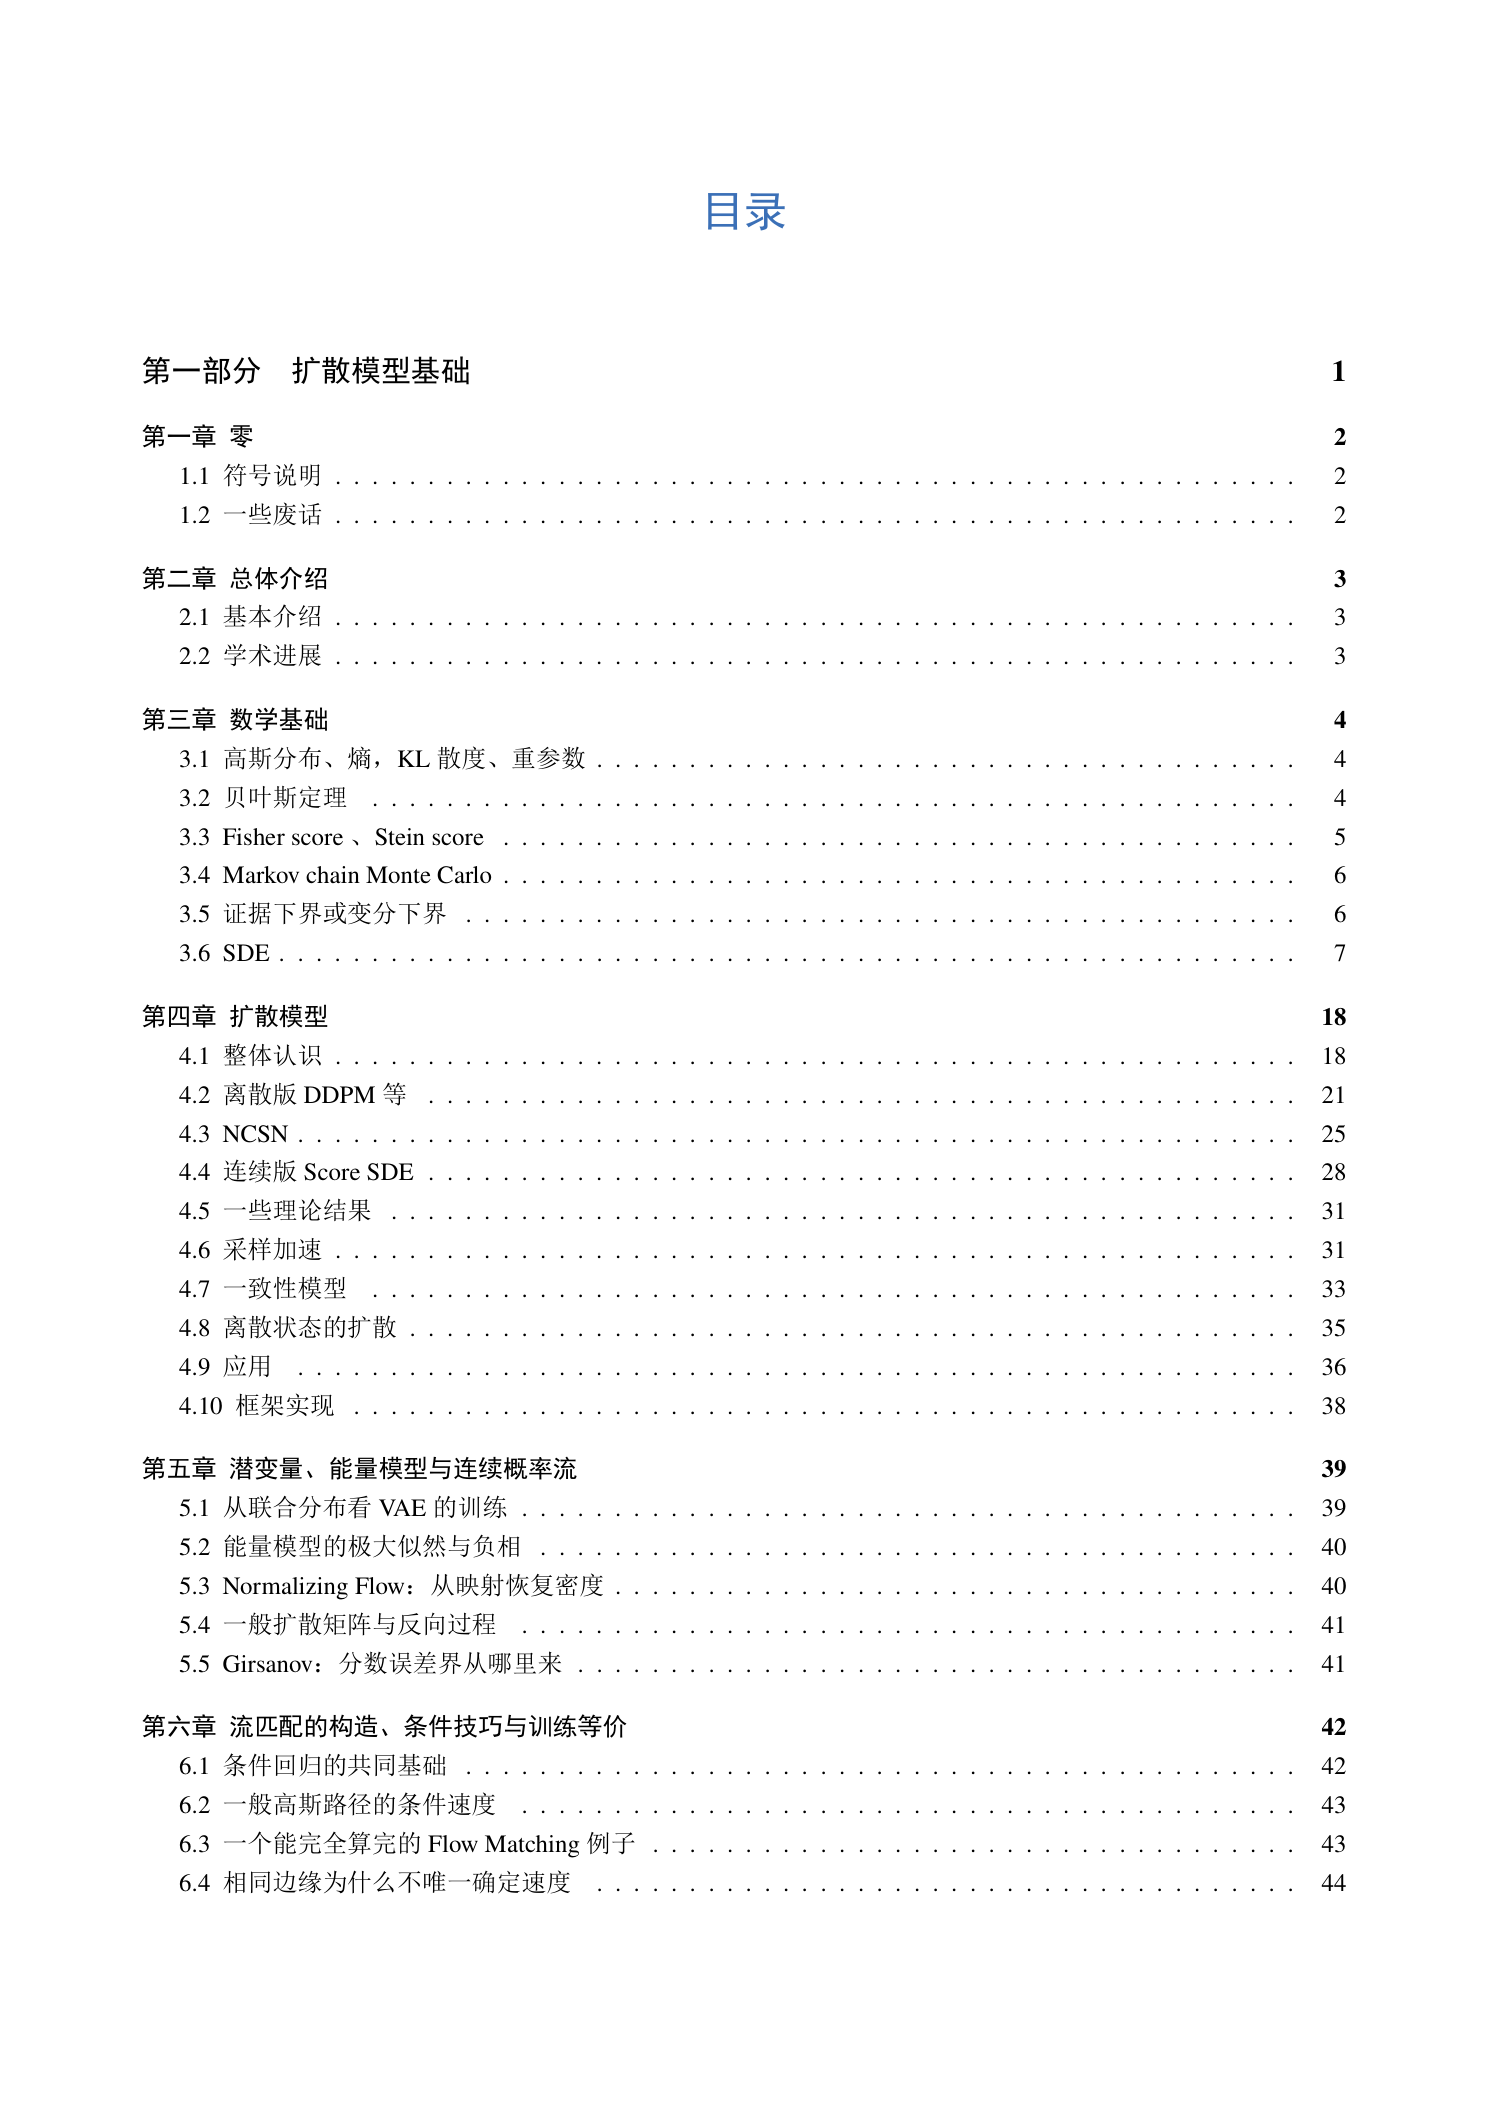 目录
第一部分 扩散模型基础 1
第一章 零 2
1.1 符号说明 . . . . . . . . . . . . . . . . . . . . 2
1.2 一些废话 . . . . . . . . . . . . . . . . . . . . 2
第二章 总体介绍 3
2.1 基本介绍 . . . . . . . . . . . . . . . . . . . . 3
2.2 学术进展 . . . . . . . . . . . . . . . . . . . . 3
第三章 数学基础 4
3.1 高斯分布、熵，KL 散度、重参数 . . . . . . . . . . . . . . . . . . . . 4
3.2 贝叶斯定理 . . . . . . . . . . . . . . . . . . . . 4
3.3 Fisher score 、Stein score . . . . . . . . . . . . . . . . . . . . 5
3.4 Markov chain Monte Carlo . . . . . . . . . . . . . . . . . . . . 6
3.5 证据下界或变分下界 . . . . . . . . . . . . . . . . . . . . 6
3.6 SDE . . . . . . . . . . . . . . . . . . . . 7
第四章 扩散模型 18
4.1 整体认识 . . . . . . . . . . . . . . . . . . . . 18
4.2 离散版 DDPM 等 . . . . . . . . . . . . . . . . . . . . 21
4.3 NCSN . . . . . . . . . . . . . . . . . . . . 25
4.4 连续版 Score SDE . . . . . . . . . . . . . . . . . . . . 28
4.5 一些理论结果 . . . . . . . . . . . . . . . . . . . . 31
4.6 采样加速 . . . . . . . . . . . . . . . . . . . . 31
4.7 一致性模型 . . . . . . . . . . . . . . . . . . . . 33
4.8 离散状态的扩散 . . . . . . . . . . . . . . . . . . . . 35
4.9 应用 . . . . . . . . . . . . . . . . . . . . 36
4.10 框架实现 . . . . . . . . . . . . . . . . . . . . 38
第五章 潜变量、能量模型与连续概率流 39
5.1 从联合分布看 VAE 的训练 . . . . . . . . . . . . . . . . . . . . 39
5.2 能量模型的极大似然与负相 . . . . . . . . . . . . . . . . . . . . 40
5.3 Normalizing Flow：从映射恢复密度 . . . . . . . . . . . . . . . . . . . . 40
5.4 一般扩散矩阵与反向过程 . . . . . . . . . . . . . . . . . . . . 41
5.5 Girsanov：分数误差界从哪里来 . . . . . . . . . . . . . . . . . . . . 41
第六章 流匹配的构造、条件技巧与训练等价 42
6.1 条件回归的共同基础 . . . . . . . . . . . . . . . . . . . . 42
6.2 一般高斯路径的条件速度 . . . . . . . . . . . . . . . . . . . . 43
6.3 一个能完全算完的 Flow Matching 例子 . . . . . . . . . . . . . . . . . . . . 43
6.4 相同边缘为什么不唯一确定速度 . . . . . . . . . . . . . . . . . . . . 44